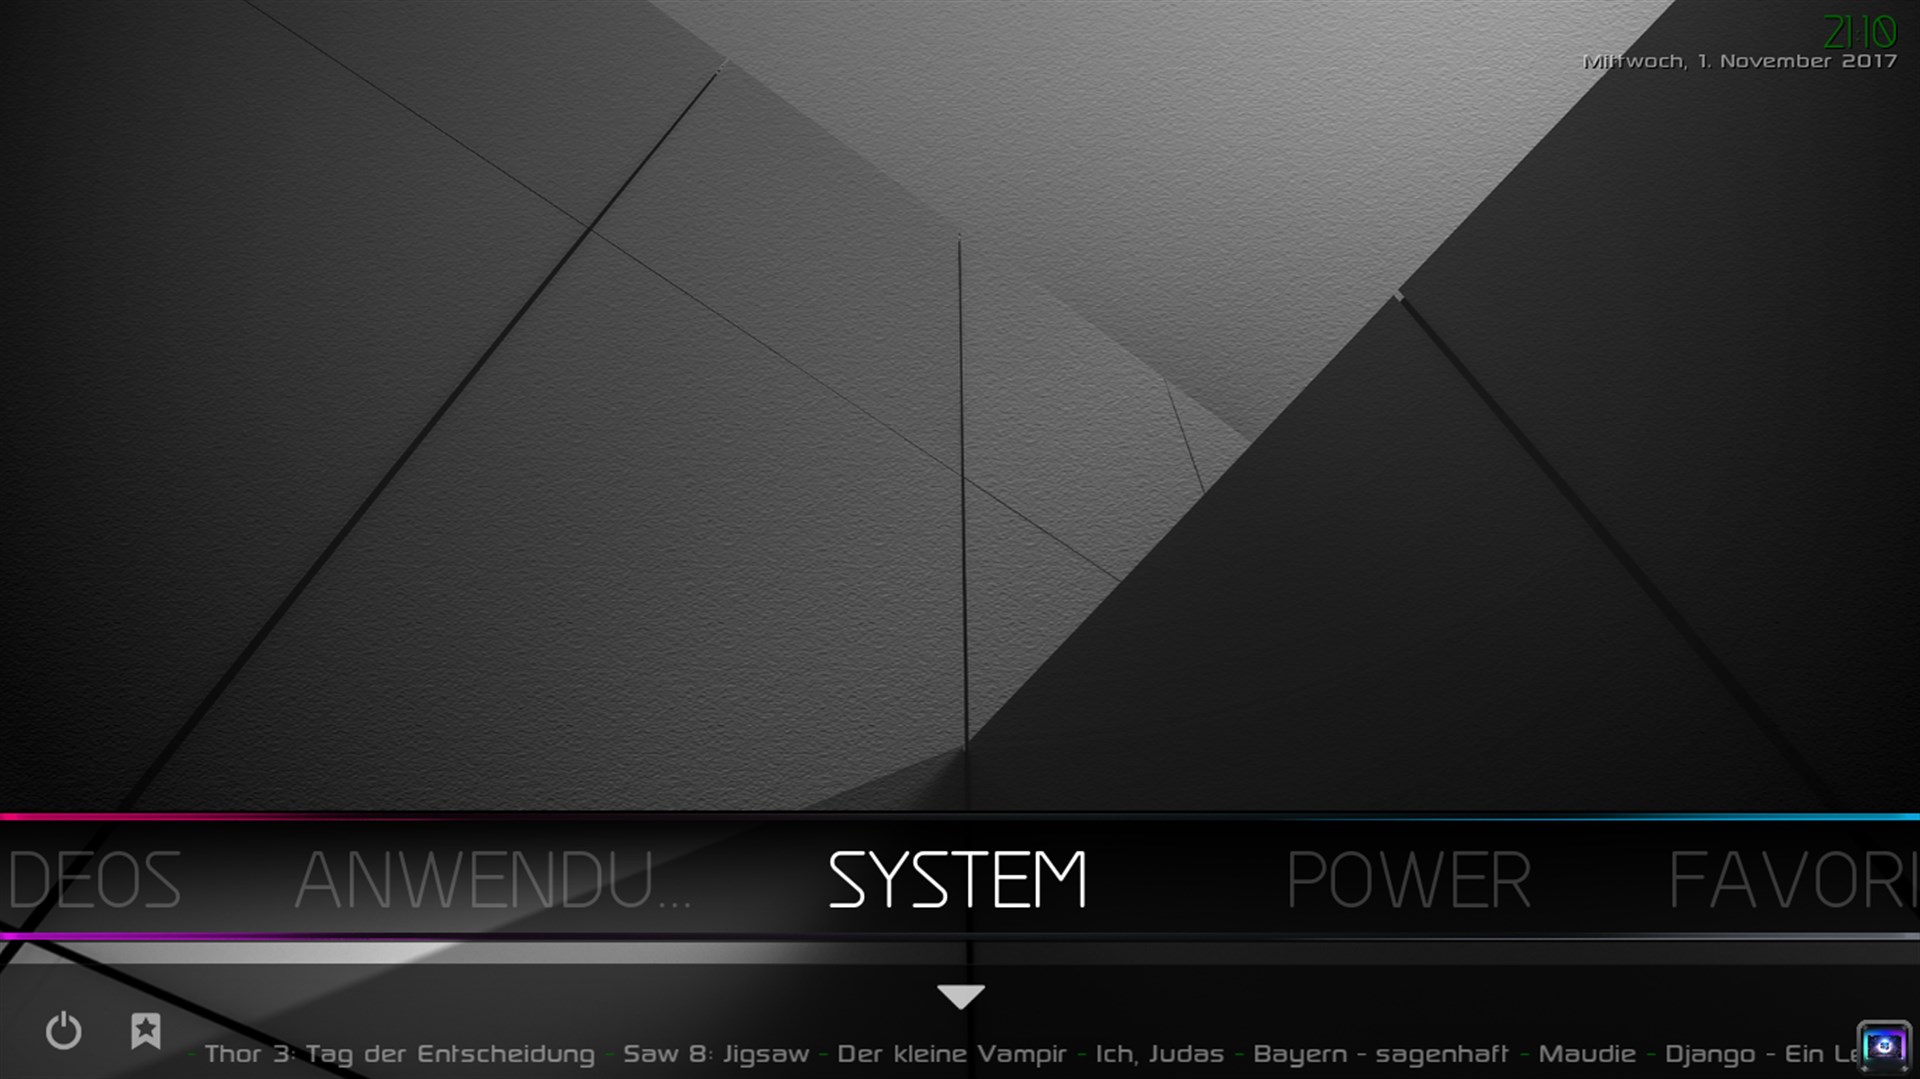 21:10
Mittwoch, 1. November 2017
DEOS ANWENDU... SYSTEM POWER FAVORI
- Thor 3: Tag der Entscheidung - Saw 8: Jigsaw - Der kleine Vampir - Ich, Judas - Bayern - sagenhaft - Maudie - Django - Ein Le